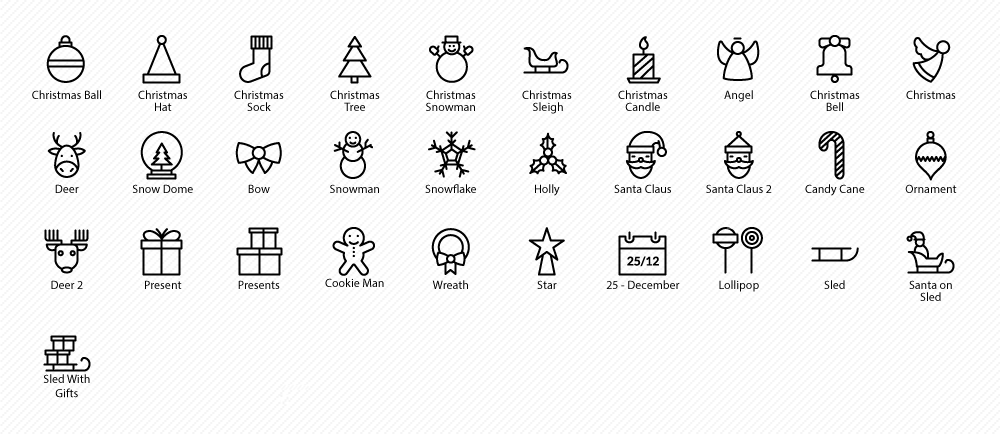 Christmas Ball
Christmas
Hat
Christmas
Sock
Christmas
Tree
Christmas
Snowman
Christmas
Sleigh
Christmas
Candle
Angel
Christmas
Bell
Christmas
Deer
Snow Dome
Bow
Snowman
Snowflake
Holly
Santa Claus
Santa Claus 2
Candy Cane
Ornament
Deer 2
Present
Presents
Cookie Man
Wreath
Star
25/12
25 - December
Lollipop
Sled
Santa on
Sled
Sled With
Gifts